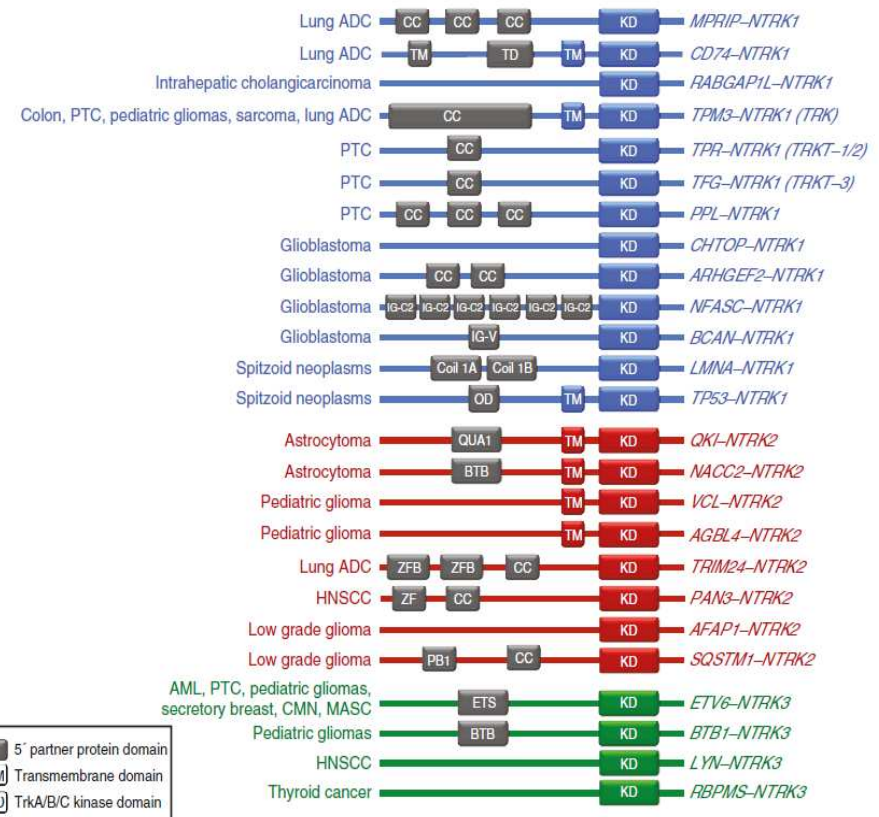 Lung ADC CC CC CC KD MPRIP–NTRK1
Lung ADC TM TD TM KD CD74–NTRK1
Intrahepatic cholangicarcinoma KD RABGAP1L–NTRK1
Colon, PTC, pediatric gliomas, sarcoma, lung ADC CC TM KD TPM3–NTRK1 (TRK)
PTC CC KD TPR–NTRK1 (TRKT–1/2)
PTC CC KD TFG–NTRK1 (TRKT–3)
PTC CC CC CC KD PPL–NTRK1
Glioblastoma KD CHTOP–NTRK1
Glioblastoma CC CC KD ARHGEF2–NTRK1
Glioblastoma IG-C2 IG-C2 IG-C2 IG-C2 IG-C2 IG-C2 KD NFASC–NTRK1
Glioblastoma IG-V KD BCAN–NTRK1
Spitzoid neoplasms Coil 1A Coil 1B KD LMNA–NTRK1
Spitzoid neoplasms OD TM KD TP53–NTRK1
Astrocytoma QUA1 TM KD QKI–NTRK2
Astrocytoma BTB TM KD NACC2–NTRK2
Pediatric glioma TM KD VCL–NTRK2
Pediatric glioma TM KD AGBL4–NTRK2
Lung ADC ZFB ZFB CC KD TRIM24–NTRK2
HNSCC ZF CC KD PAN3–NTRK2
Low grade glioma KD AFAP1–NTRK2
Low grade glioma PB1 CC KD SQSTM1–NTRK2
AML, PTC, pediatric gliomas,
secretory breast, CMN, MASC ETS KD ETV6–NTRK3
Pediatric gliomas BTB KD BTB1–NTRK3
HNSCC KD LYN–NTRK3
Thyroid cancer KD RBPMS–NTRK3
5´ partner protein domain
Transmembrane domain
TrkA/B/C kinase domain